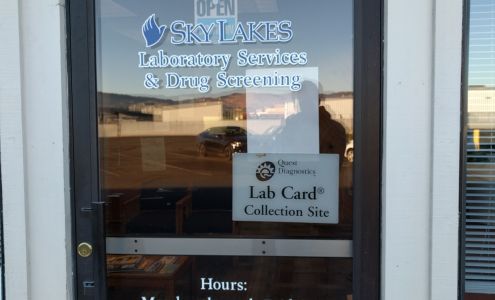 OPEN
SKY LAKES
Laboratory Services
& Drug Screening
Quest
Diagnostics
Lab Card®
Collection Site
Hours: